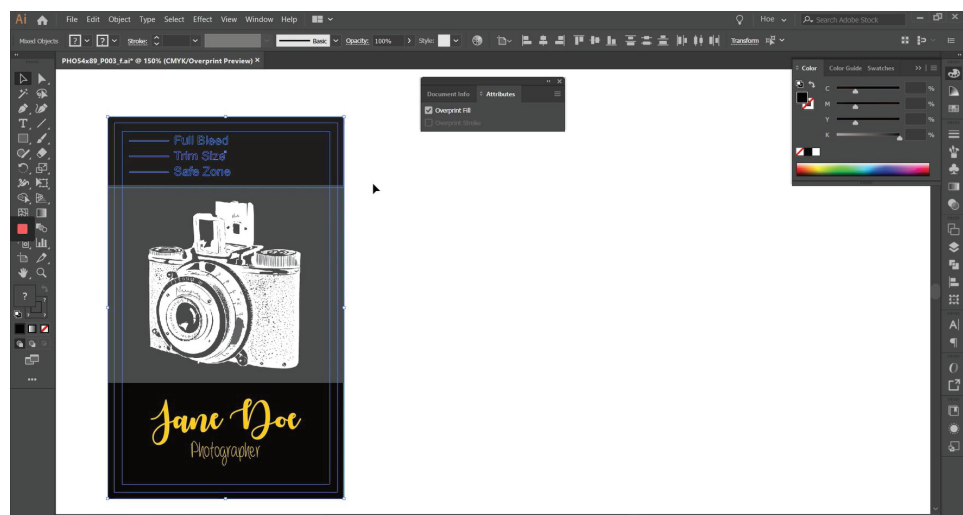 Ai File Edit Object Type Select Effect View Window Help Hoe Search Adobe Stock
Mixed Objects ? ? Stroke: Basic Opacity: 100% Style: Transform
PHO54x89_P003_f.ai* @ 150% (CMYK/Overprint Preview) ×
Color Color Guide Swatches
C %
M %
Y %
K %
Document Info Attributes
Overprint Fill
Overprint Stroke
Full Bleed
Trim Size
Safe Zone
Jane Doe
Photographer